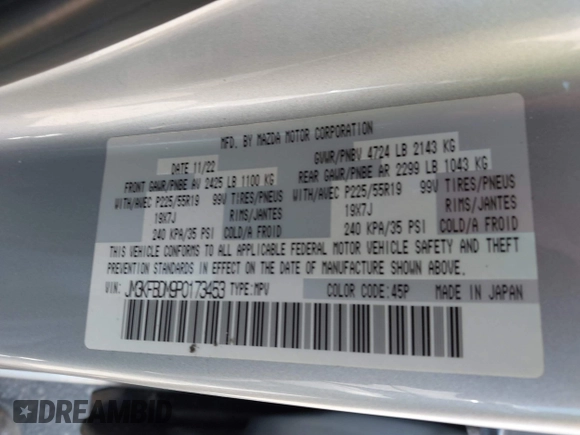 MFD. BY MAZDA MOTOR CORPORATION
DATE 11/22 GVWR/PNBV 4724 LB 2143 KG
FRONT GAWR/PNBE AV 2425 LB 1100 KG REAR GAWR/PNBE AR 2299 LB 1043 KG
WITH/AVEC P225/55R19 99V TIRES/PNEUS WITH/AVEC P225/55R19 99V TIRES/PNEUS
19X7J RIMS/JANTES 19X7J RIMS/JANTES
240 KPA/35 PSI COLD/A FROID 240 KPA/35 PSI COLD/A FROID
THIS VEHICLE CONFORMS TO ALL APPLICABLE FEDERAL MOTOR VEHICLE SAFETY AND THEFT
PREVENTION STANDARDS IN EFFECT ON THE DATE OF MANUFACTURE SHOWN ABOVE.
VIN: JM3KFBDM9P0173453 TYPE:MPV COLOR CODE:45P MADE IN JAPAN
DREAMBID